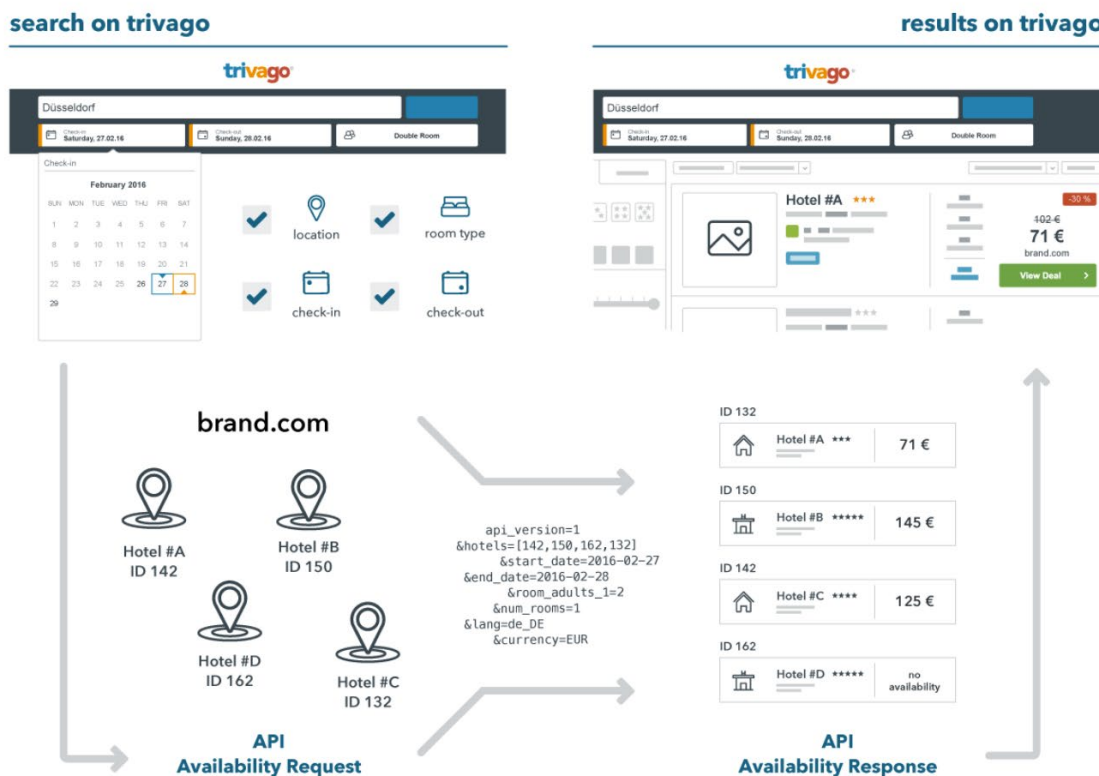 search on trivago
results on trivago
trivago
Düsseldorf
Check-in
Saturday, 27.02.16
Check-out
Sunday, 28.02.16
Double Room
Check-in
February 2016
SUN MON TUE WED THU FRI SAT
1 2 3 4 5 6 7
8 9 10 11 12 13 14
15 16 17 18 19 20 21
22 23 24 25 26 27 28
29
location
room type
check-in
check-out
trivago
Düsseldorf
Check-in
Saturday, 27.02.16
Check-out
Sunday, 28.02.16
Double Room
Hotel #A ★★★
-30 %
102 €
71 €
brand.com
View Deal
brand.com
Hotel #A
ID 142
Hotel #B
ID 150
Hotel #D
ID 162
Hotel #C
ID 132
API
Availability Request
api_version=1
&hotels=[142,150,162,132]
&start_date=2016-02-27
&end_date=2016-02-28
&room_adults_1=2
&num_rooms=1
&lang=de_DE
&currency=EUR
ID 132
Hotel #A ★★★
71 €
ID 150
Hotel #B ★★★★★
145 €
ID 142
Hotel #C ★★★★
125 €
ID 162
Hotel #D ★★★★★
no
availability
API
Availability Response